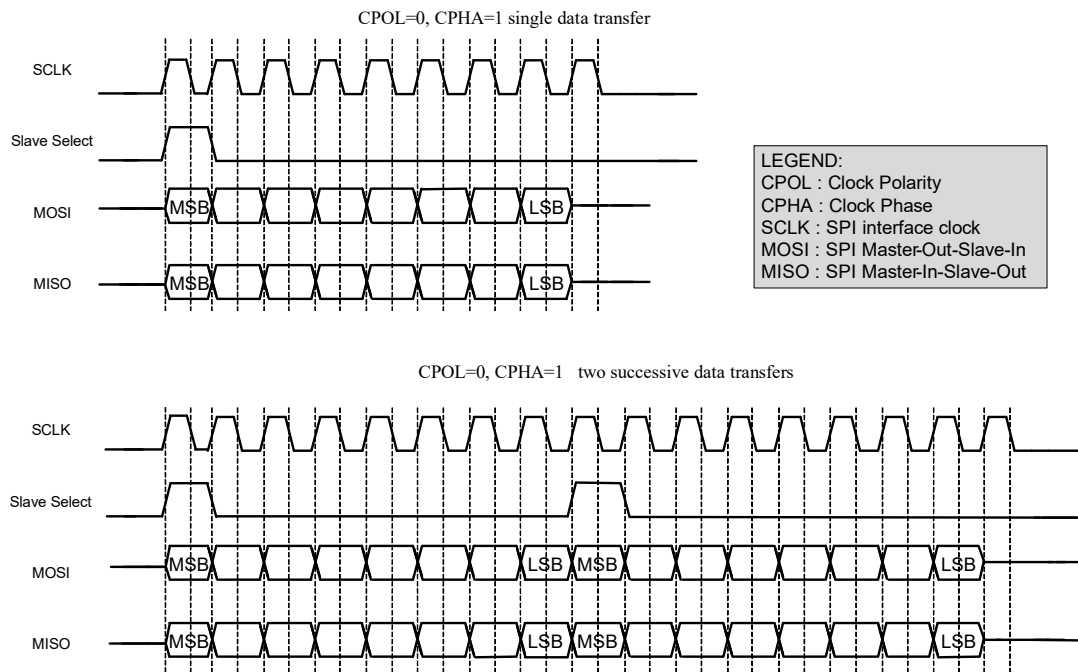 CPOL=0, CPHA=1 single data transfer
SCLK
Slave Select
MOSI
MSB
LSB
MISO
MSB
LSB
LEGEND:
CPOL : Clock Polarity
CPHA : Clock Phase
SCLK : SPI interface clock
MOSI : SPI Master-Out-Slave-In
MISO : SPI Master-In-Slave-Out
CPOL=0, CPHA=1 two successive data transfers
SCLK
Slave Select
MOSI
MSB
LSB
MSB
LSB
MISO
MSB
LSB
MSB
LSB